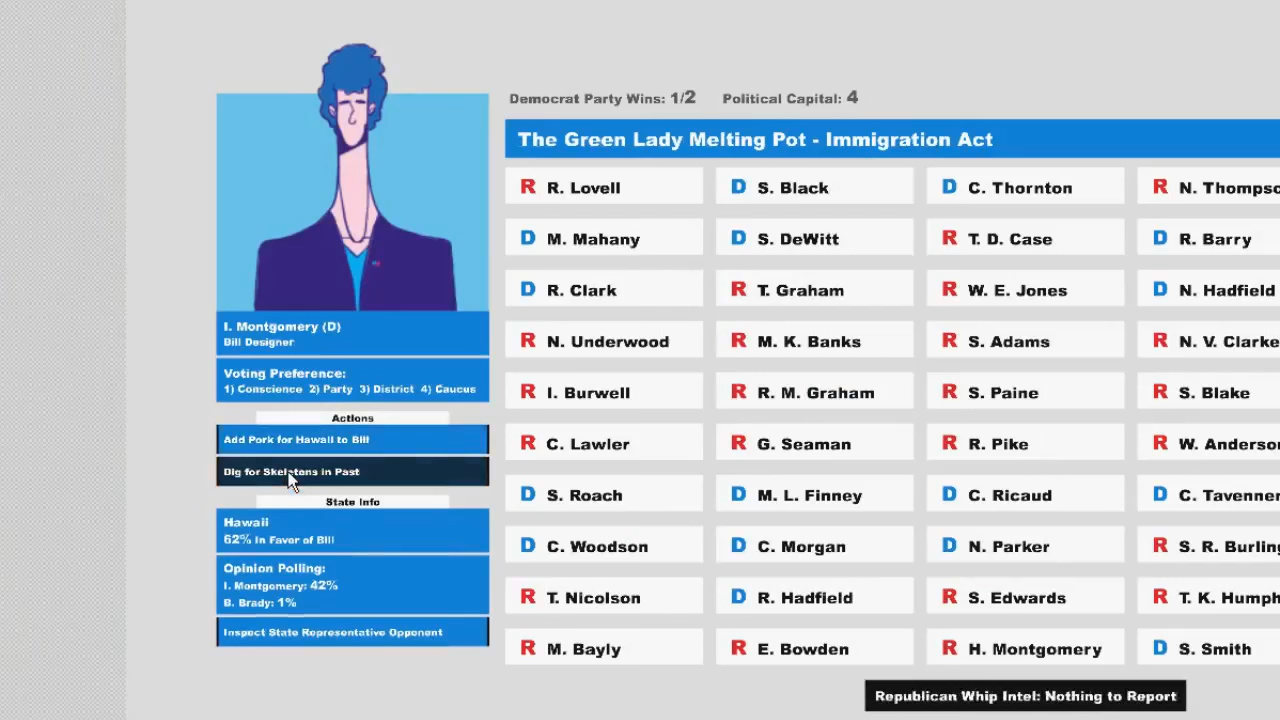 Democrat Party Wins: 1/2 Political Capital: 4
The Green Lady Melting Pot - Immigration Act
R R. Lovell D S. Black D C. Thornton R N.
D M. Mahany D S. DeWitt R T. D. Case D R. Barry
D R. Clark R T. Graham R W. E. Jones D N. Hadfield
R N. Underwood R M. K. Banks R S. Adams R N. V. Clarke
R I. Burwell R R. M. Graham R S. Paine R S. Blake
R C. Lawler R G. Seaman R R. Pike R W.
D S. Roach D M. L. Finney D C. Ricaud D C.
D C. Woodson D C. Morgan D N. Parker R S. R.
R T. Nicolson D R. Hadfield R S. Edwards R T. K.
R M. Bayly R E. Bowden R H. Montgomery D S. Smith
I. Montgomery (D)
Bill Designer
Voting Preference:
1) Conscience 2) Party 3) District 4) Caucus
Actions
Add Pork for Hawaii to Bill
Dig for Skeletons in Past
State Info
Hawaii
62% In Favor of Bill
Opinion Polling:
I. Montgomery: 42%
B. Brady: 1%
Inspect State Representative Opponent
Republican Whip Intel: Nothing to Report